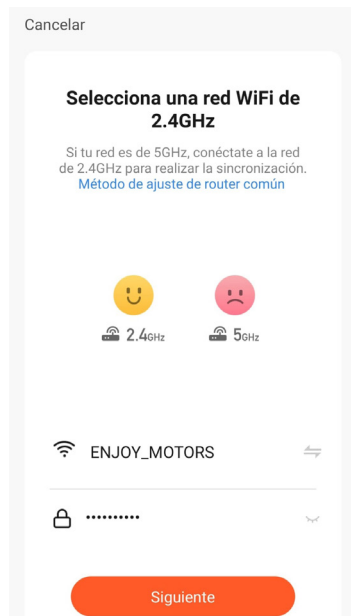 Cancelar
Selecciona una red WiFi de
2.4GHz
Si tu red es de 5GHz, conéctate a la red
de 2.4GHz para realizar la sincronización.
Método de ajuste de router común
2.4GHz 5GHz
ENJOY_MOTORS
••••••••••
Siguiente